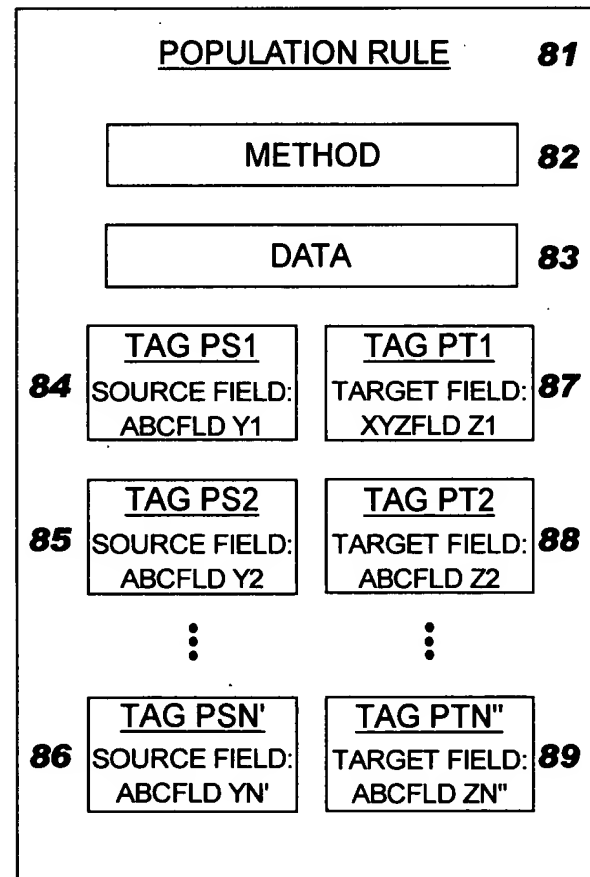 POPULATION RULE 81
METHOD 82
DATA 83
TAG PS1 TAG PT1
84 SOURCE FIELD: TARGET FIELD: 87
ABCFLD Y1 XYZFLD Z1
TAG PS2 TAG PT2
85 SOURCE FIELD: TARGET FIELD: 88
ABCFLD Y2 ABCFLD Z2
TAG PSN' TAG PTN"
86 SOURCE FIELD: TARGET FIELD: 89
ABCFLD YN' ABCFLD ZN"